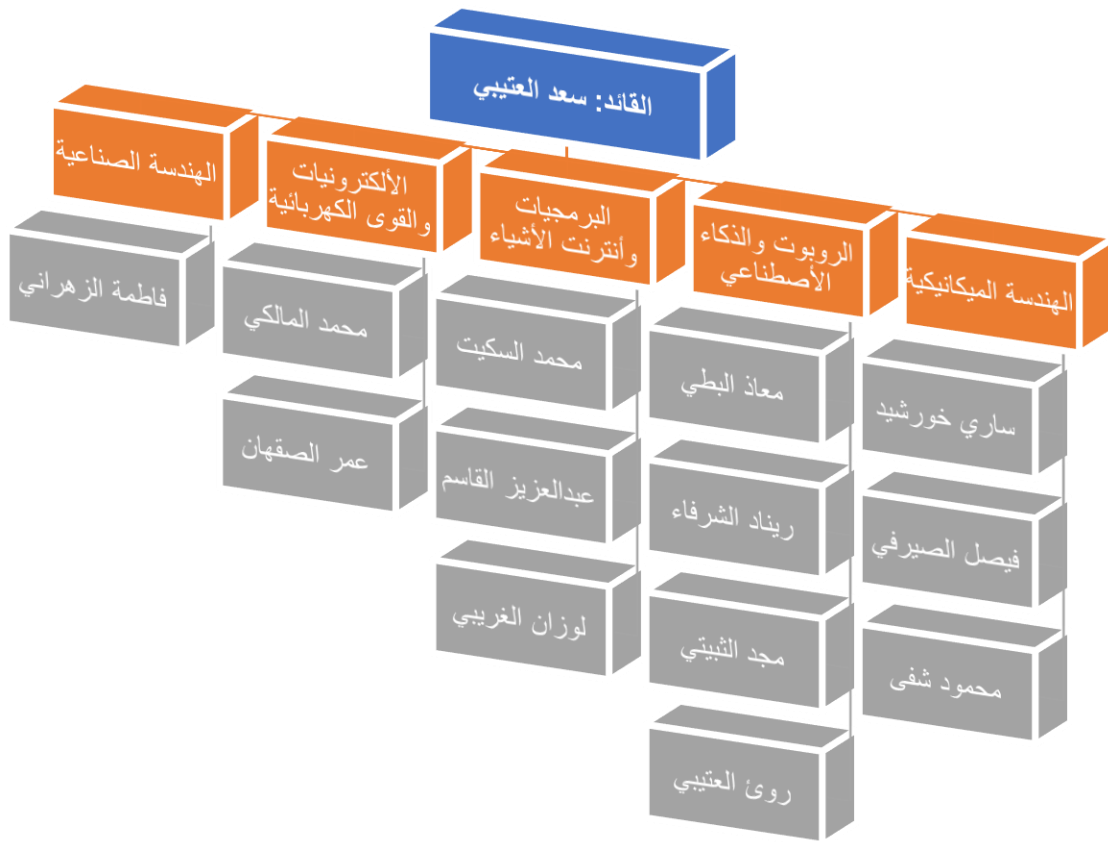 القائد: سعد العتيبي
الهندسة الميكانيكية
ساري خورشيد
فيصل الصيرفي
محمود شفى
الروبوت والذكاء
الأصطناعي
معاذ البطي
ريناد الشرفاء
مجد الثبيتي
روئ العتيبي
البرمجيات
وأنترنت الأشياء
محمد السكيت
عبدالعزيز القاسم
لوزان الغريبي
الألكترونيات
والقوى الكهربائية
محمد المالكي
عمر الصقهان
الهندسة الصناعية
فاطمة الزهراني